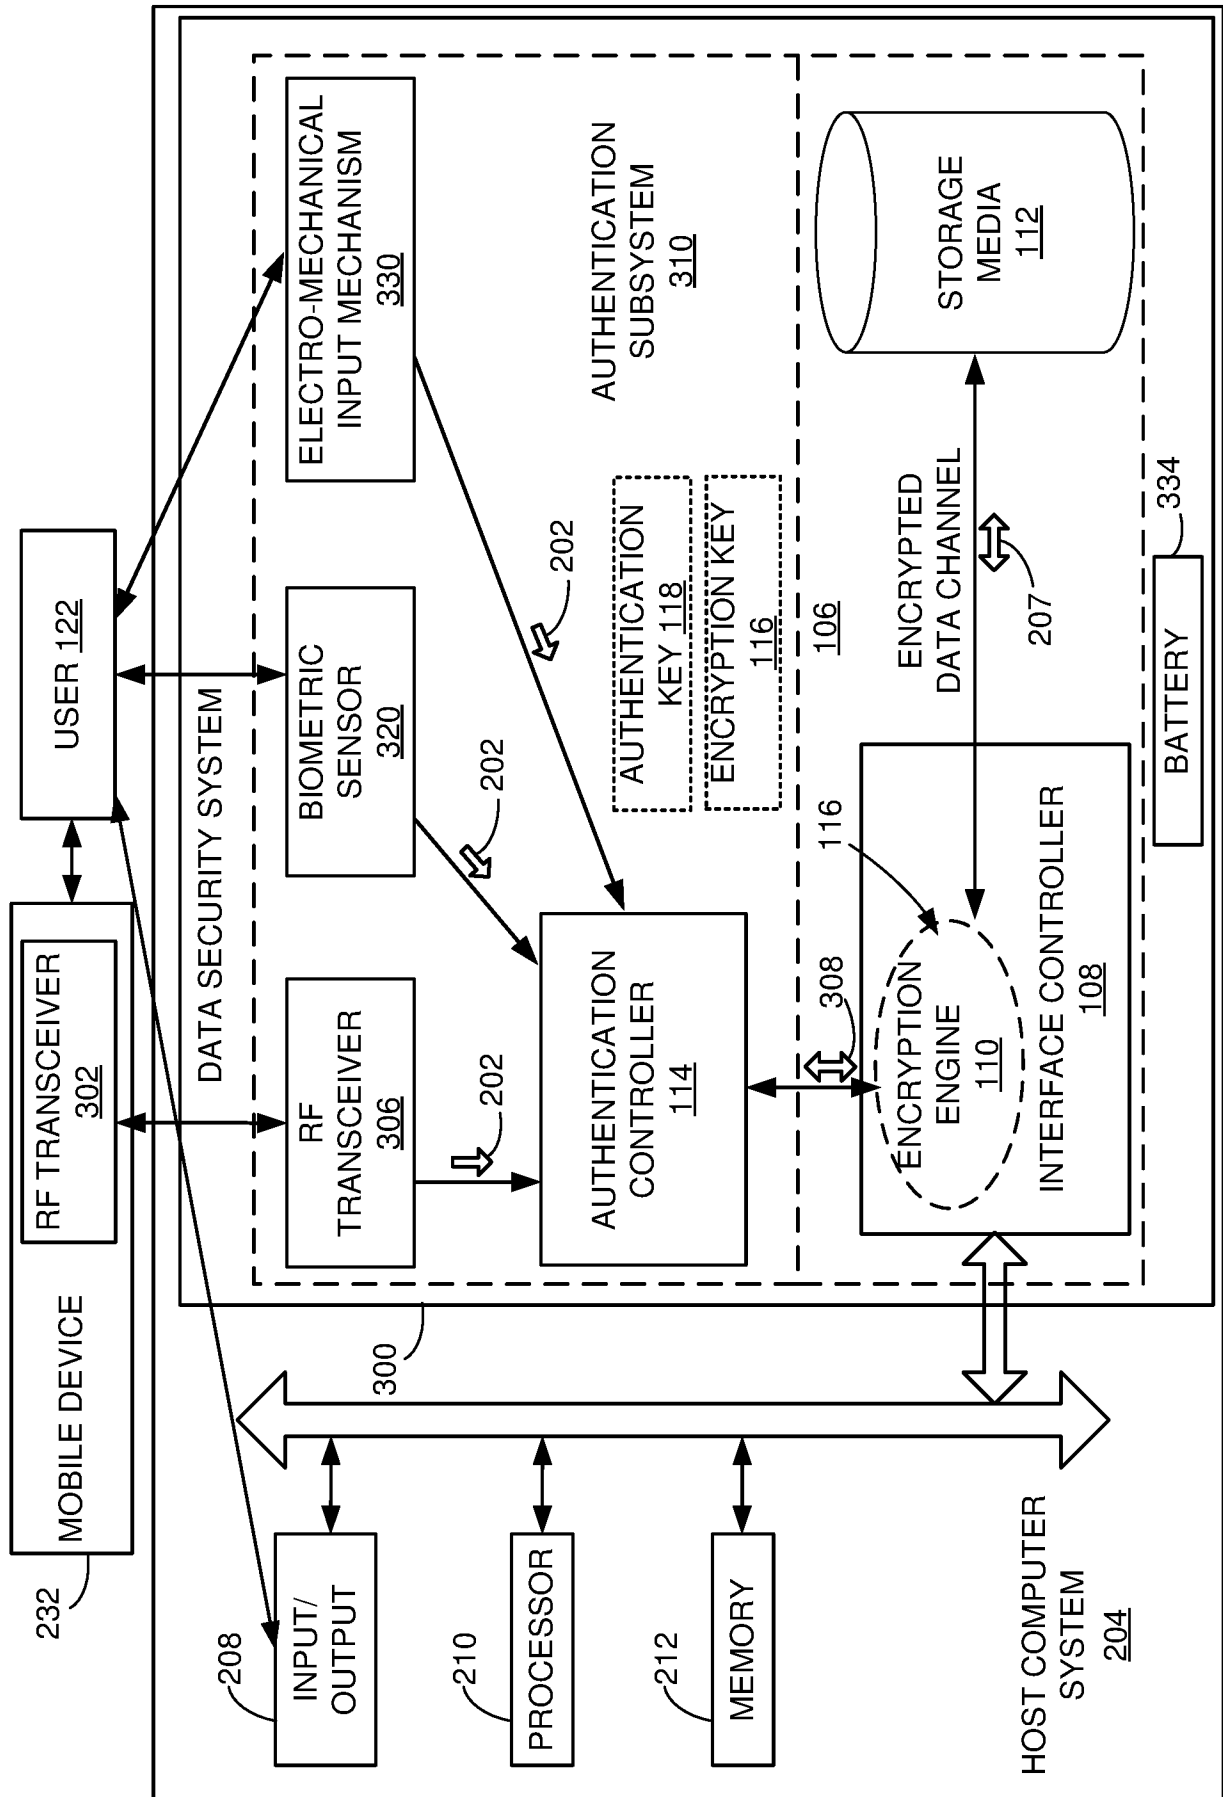 232
MOBILE DEVICE
RF TRANSCEIVER
302
USER 122
DATA SECURITY SYSTEM
208
INPUT/
OUTPUT
210
PROCESSOR
212
MEMORY
HOST COMPUTER
SYSTEM
204
300
RF
TRANSCEIVER
306
BIOMETRIC
SENSOR
320
ELECTRO-MECHANICAL
INPUT MECHANISM
330
202
202
202
AUTHENTICATION
CONTROLLER
114
AUTHENTICATION
KEY 118
ENCRYPTION KEY
116
AUTHENTICATION
SUBSYSTEM
310
308
106
ENCRYPTION
ENGINE
110
116
INTERFACE CONTROLLER
108
ENCRYPTED
DATA CHANNEL
207
STORAGE
MEDIA
112
BATTERY
334